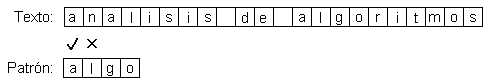 Texto: analisis de algoritmos
✓ ✕
Patrón: algo